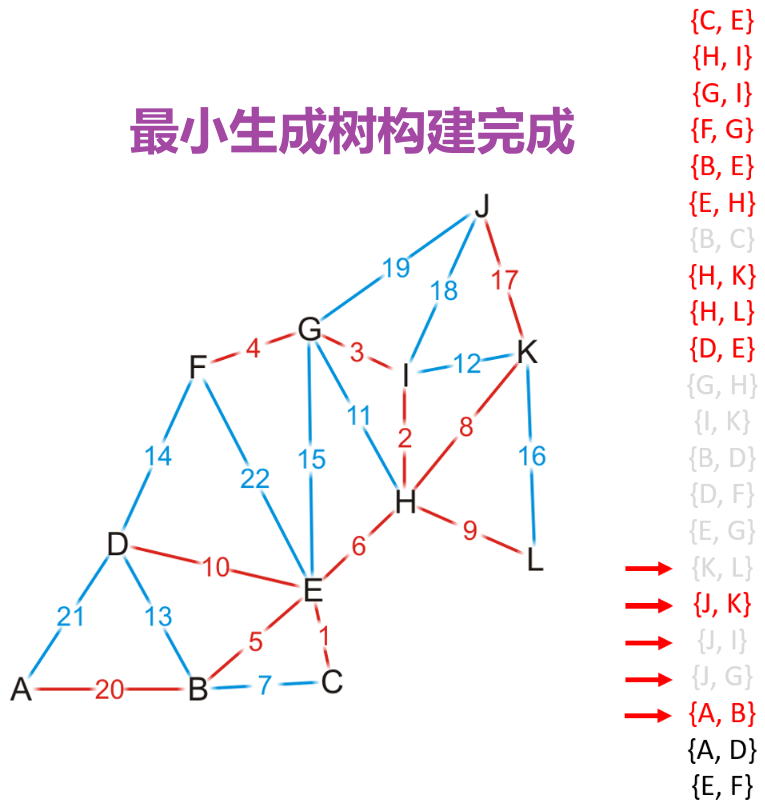 最小生成树构建完成
J
19
17
18
G
4
3
K
F
I
12
11
8
2
14
15
16
22
H
9
6
D
L
10
E
21
13
5
1
A
20
B
7
C
{C, E}
{H, I}
{G, I}
{F, G}
{B, E}
{E, H}
{B, C}
{H, K}
{H, L}
{D, E}
{G, H}
{I, K}
{B, D}
{D, F}
{E, G}
{K, L}
{J, K}
{J, I}
{J, G}
{A, B}
{A, D}
{E, F}